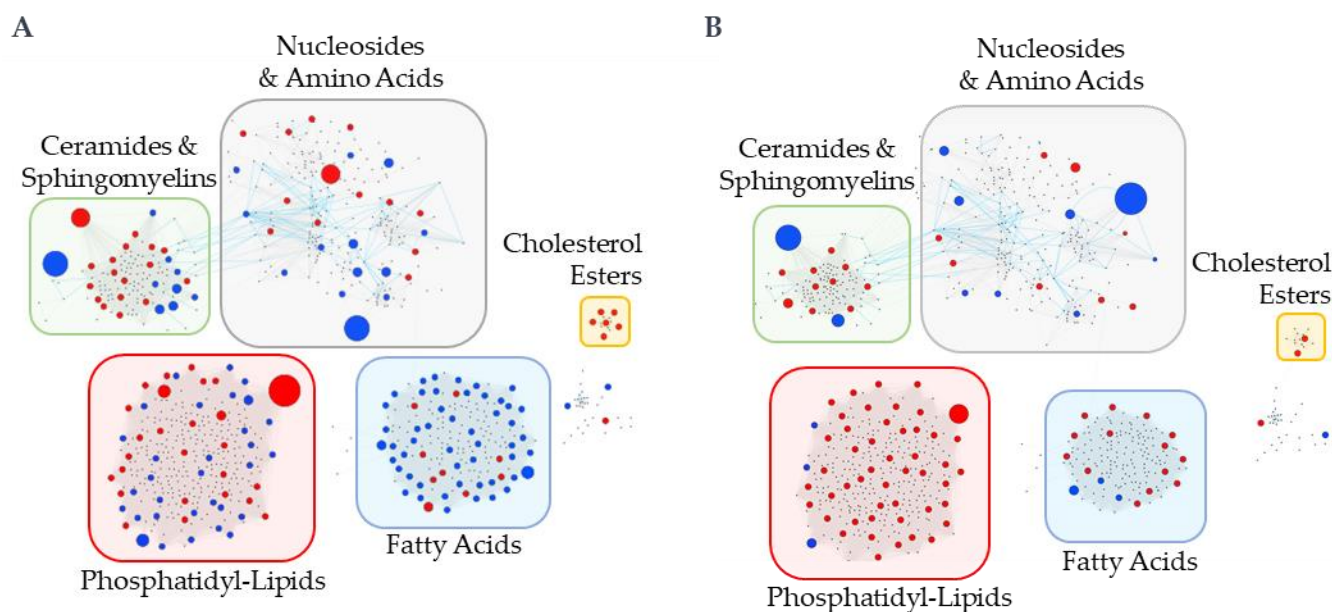 A
Nucleosides
& Amino Acids
Ceramides &
Sphingomyelins
Cholesterol
Esters
Phosphatidyl-Lipids
Fatty Acids
B
Nucleosides
& Amino Acids
Ceramides &
Sphingomyelins
Cholesterol
Esters
Phosphatidyl-Lipids
Fatty Acids